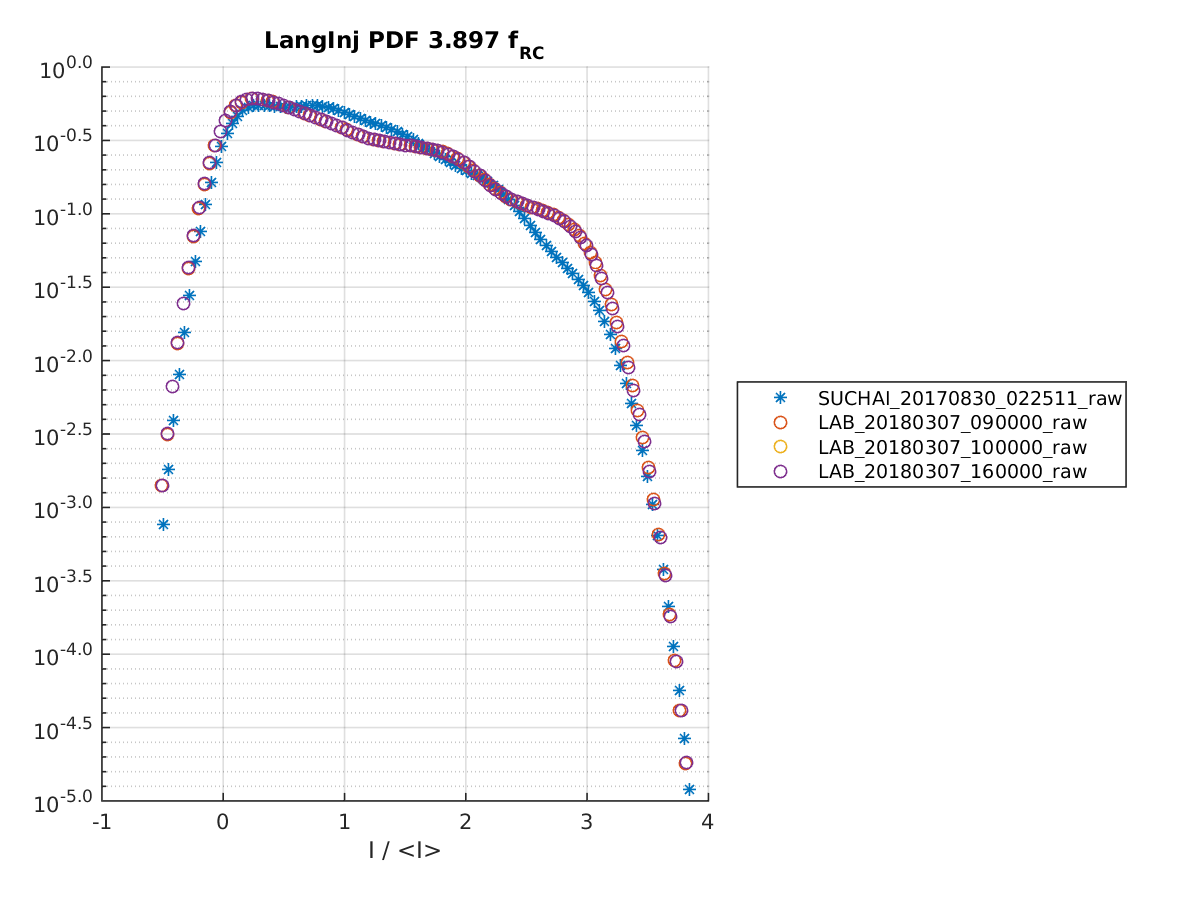 LangInj PDF 3.897 f_RC
10^0.0
10^-0.5
10^-1.0
10^-1.5
10^-2.0
10^-2.5
10^-3.0
10^-3.5
10^-4.0
10^-4.5
10^-5.0
-1 0 1 2 3 4
I / <I>
SUCHAI_20170830_022511_raw
LAB_20180307_090000_raw
LAB_20180307_100000_raw
LAB_20180307_160000_raw